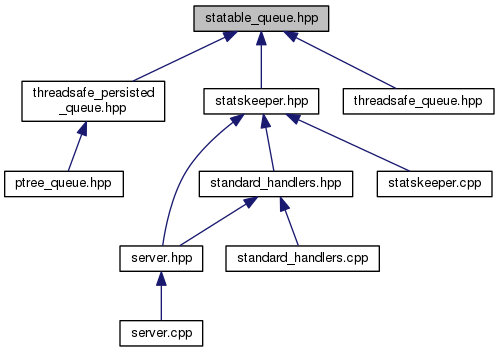 statable_queue.hpp
threadsafe_persisted
_queue.hpp
statskeeper.hpp
threadsafe_queue.hpp
ptree_queue.hpp
standard_handlers.hpp
statskeeper.cpp
server.hpp
standard_handlers.cpp
server.cpp